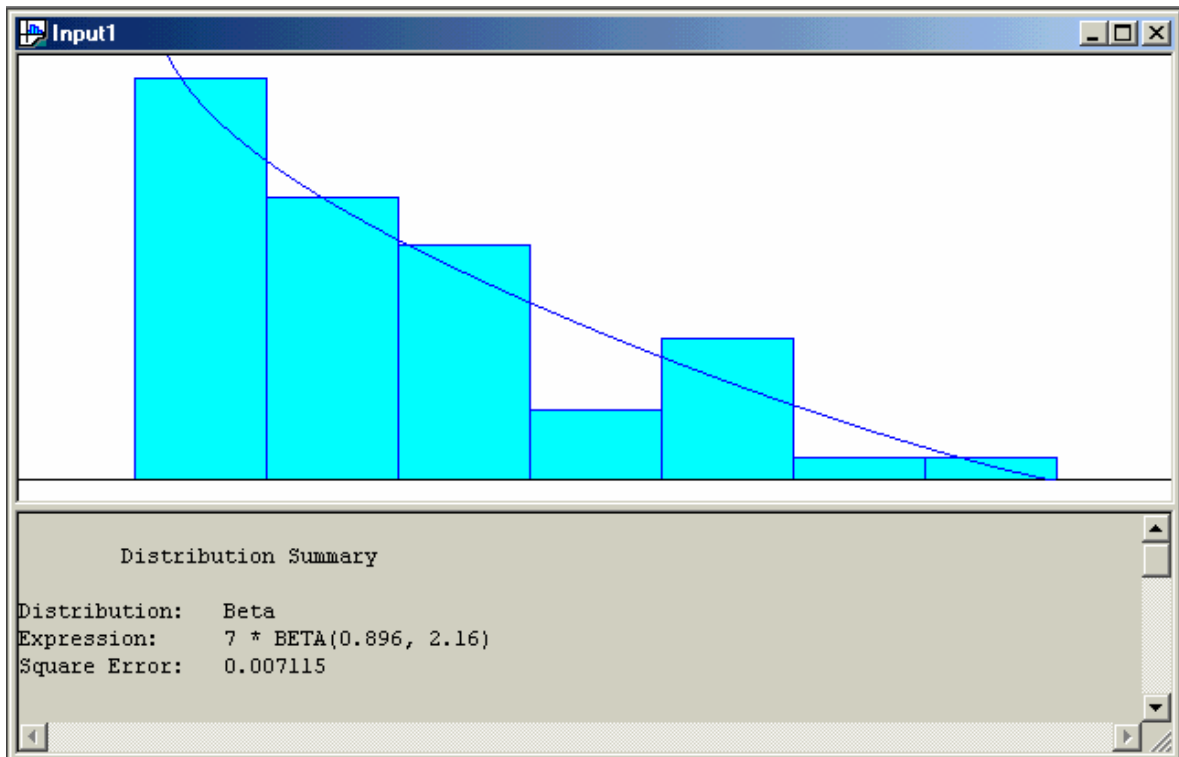 Input1
Distribution Summary
Distribution: Beta
Expression: 7 * BETA(0.896, 2.16)
Square Error: 0.007115